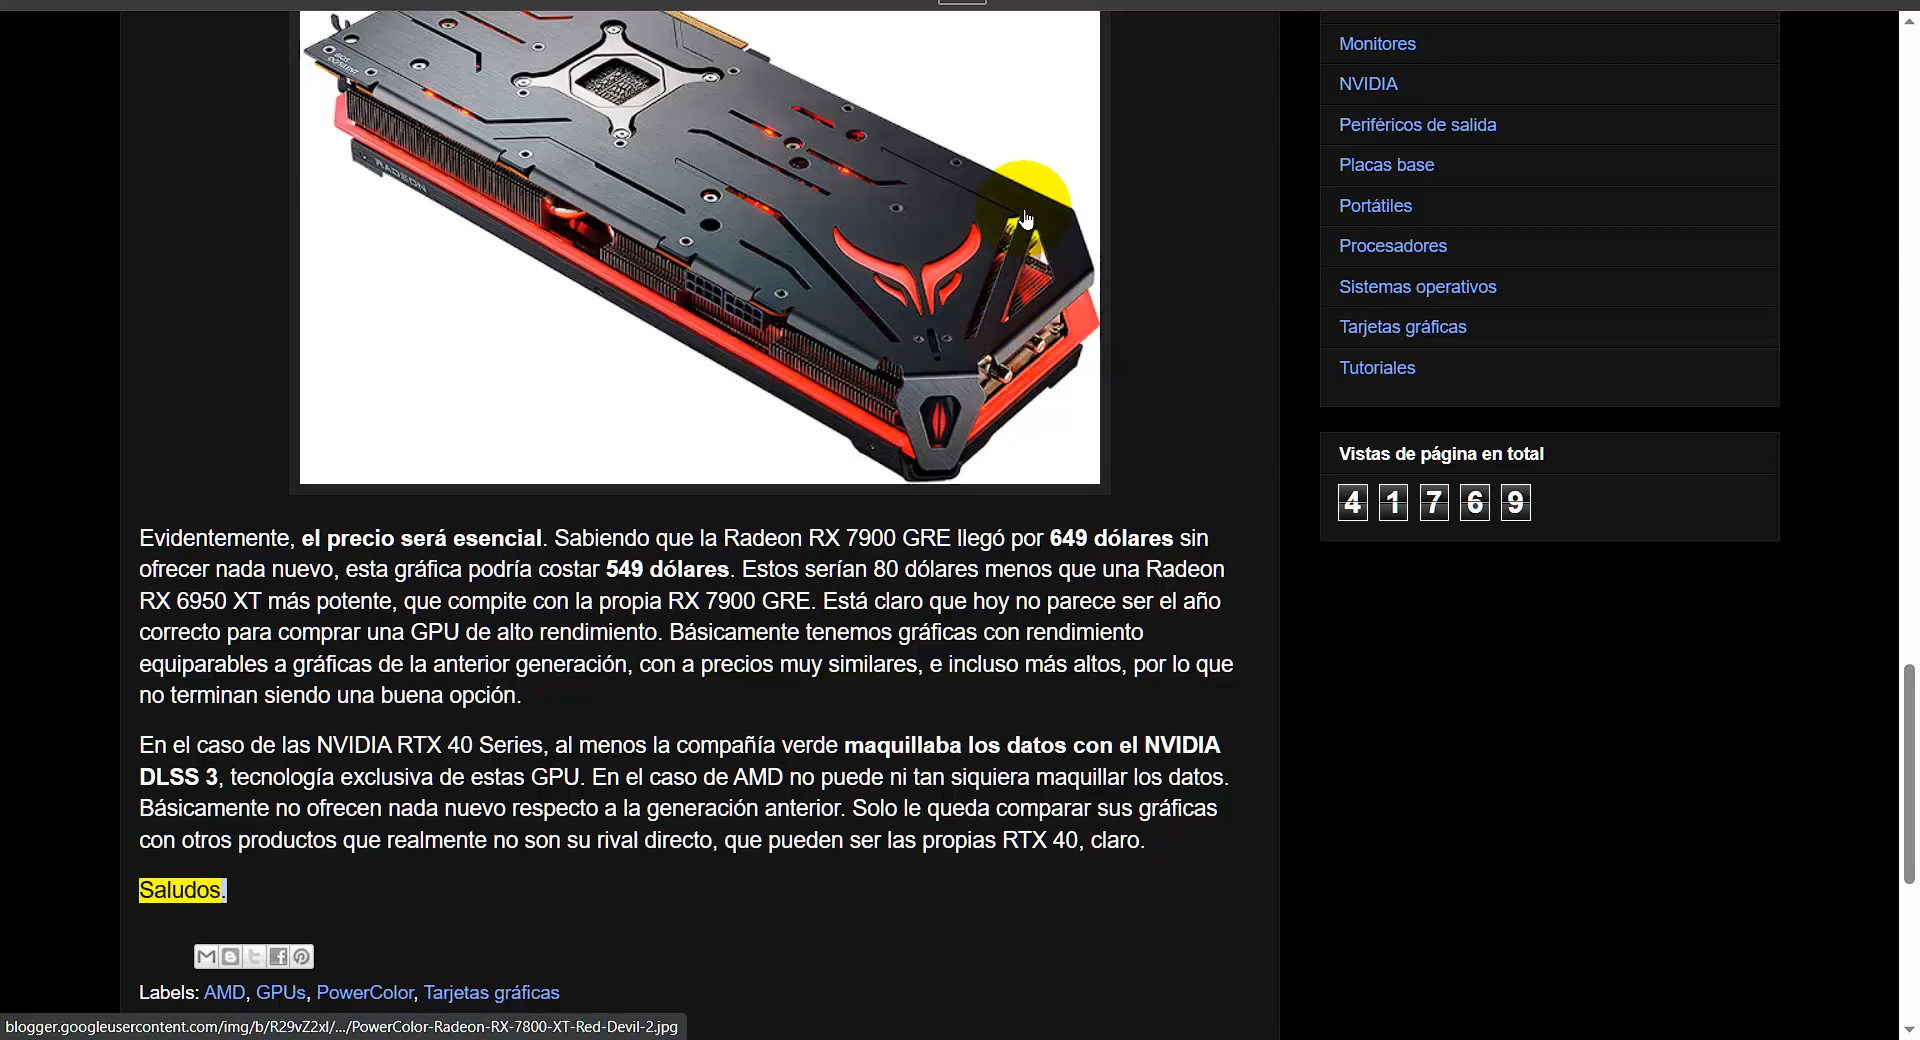 RADEON
Evidentemente, el precio será esencial. Sabiendo que la Radeon RX 7900 GRE llegó por 649 dólares sin
ofrecer nada nuevo, esta gráfica podría costar 549 dólares. Estos serían 80 dólares menos que una Radeon
RX 6950 XT más potente, que compite con la propia RX 7900 GRE. Está claro que hoy no parece ser el año
correcto para comprar una GPU de alto rendimiento. Básicamente tenemos gráficas con rendimiento
equiparables a gráficas de la anterior generación, con a precios muy similares, e incluso más altos, por lo que
no terminan siendo una buena opción.
En el caso de las NVIDIA RTX 40 Series, al menos la compañía verde maquillaba los datos con el NVIDIA
DLSS 3, tecnología exclusiva de estas GPU. En el caso de AMD no puede ni tan siquiera maquillar los datos.
Básicamente no ofrecen nada nuevo respecto a la generación anterior. Solo le queda comparar sus gráficas
con otros productos que realmente no son su rival directo, que pueden ser las propias RTX 40, claro.
Saludos.
Labels: AMD, GPUs, PowerColor, Tarjetas gráficas
Monitores
NVIDIA
Periféricos de salida
Placas base
Portátiles
Procesadores
Sistemas operativos
Tarjetas gráficas
Tutoriales
Vistas de página en total
4 1 7 6 9
blogger.googleusercontent.com/img/b/R29vZ2xl/.../PowerColor-Radeon-RX-7800-XT-Red-Devil-2.jpg